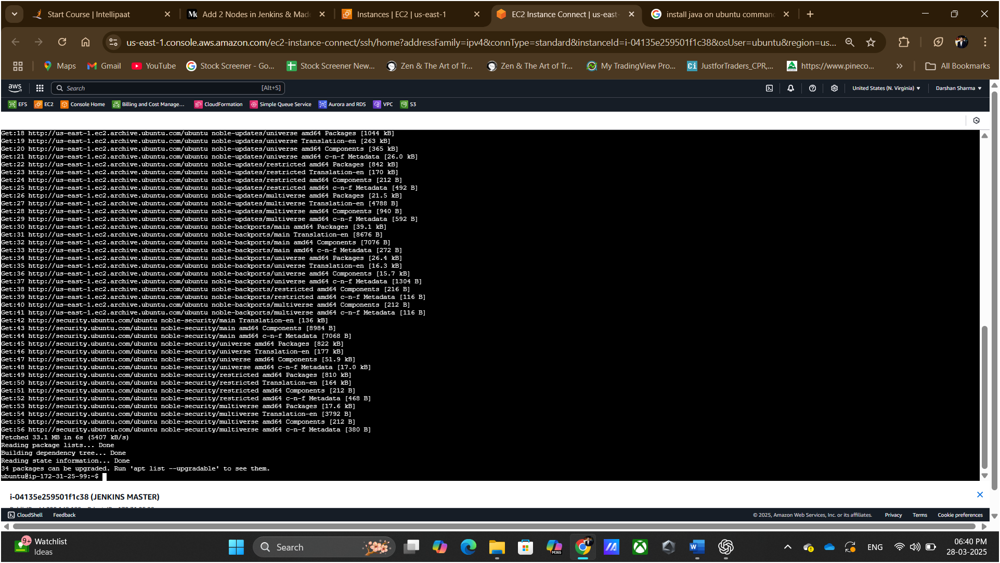 Start Course | Intellipaat
Add 2 Nodes in Jenkins & Made
Instances | EC2 | us-east-1
EC2 Instance Connect | us-east-
install java on ubuntu comman
us-east-1.console.aws.amazon.com/ec2-instance-connect/ssh/home?addressFamily=ipv4&connType=standard&instanceId=i-04135e259501f1c38&osUser=ubuntu&region=us...
Maps
Gmail
YouTube
Stock Screener - Go...
Stock Screener New...
Zen & The Art of Tr...
Zen & The Art of Tr...
My TradingView Pro...
Ci JustforTraders_CPR,...
https://www.pineco...
All Bookmarks
aws
Search
[Alt+S]
United States (N. Virginia)
Darshan Sharma
EFS
EC2
Console Home
Billing and Cost Manage...
CloudFormation
Simple Queue Service
Aurora and RDS
VPC
S3
Get:18 http://us-east-1.ec2.archive.ubuntu.com/ubuntu noble-updates/universe amd64 Packages [1044 kB]
Get:19 http://us-east-1.ec2.archive.ubuntu.com/ubuntu noble-updates/universe Translation-en [263 kB]
Get:20 http://us-east-1.ec2.archive.ubuntu.com/ubuntu noble-updates/universe amd64 Components [365 kB]
Get:21 http://us-east-1.ec2.archive.ubuntu.com/ubuntu noble-updates/universe amd64 c-n-f Metadata [26.0 kB]
Get:22 http://us-east-1.ec2.archive.ubuntu.com/ubuntu noble-updates/restricted amd64 Packages [842 kB]
Get:23 http://us-east-1.ec2.archive.ubuntu.com/ubuntu noble-updates/restricted Translation-en [170 kB]
Get:24 http://us-east-1.ec2.archive.ubuntu.com/ubuntu noble-updates/restricted amd64 Components [212 B]
Get:25 http://us-east-1.ec2.archive.ubuntu.com/ubuntu noble-updates/restricted amd64 c-n-f Metadata [492 B]
Get:26 http://us-east-1.ec2.archive.ubuntu.com/ubuntu noble-updates/multiverse amd64 Packages [21.5 kB]
Get:27 http://us-east-1.ec2.archive.ubuntu.com/ubuntu noble-updates/multiverse Translation-en [4788 B]
Get:28 http://us-east-1.ec2.archive.ubuntu.com/ubuntu noble-updates/multiverse amd64 Components [940 B]
Get:29 http://us-east-1.ec2.archive.ubuntu.com/ubuntu noble-updates/multiverse amd64 c-n-f Metadata [592 B]
Get:30 http://us-east-1.ec2.archive.ubuntu.com/ubuntu noble-backports/main amd64 Packages [39.1 kB]
Get:31 http://us-east-1.ec2.archive.ubuntu.com/ubuntu noble-backports/main Translation-en [8676 B]
Get:32 http://us-east-1.ec2.archive.ubuntu.com/ubuntu noble-backports/main amd64 Components [7076 B]
Get:33 http://us-east-1.ec2.archive.ubuntu.com/ubuntu noble-backports/main amd64 c-n-f Metadata [272 B]
Get:34 http://us-east-1.ec2.archive.ubuntu.com/ubuntu noble-backports/universe amd64 Packages [26.4 kB]
Get:35 http://us-east-1.ec2.archive.ubuntu.com/ubuntu noble-backports/universe Translation-en [16.3 kB]
Get:36 http://us-east-1.ec2.archive.ubuntu.com/ubuntu noble-backports/universe amd64 Components [15.7 kB]
Get:37 http://us-east-1.ec2.archive.ubuntu.com/ubuntu noble-backports/universe amd64 c-n-f Metadata [1304 B]
Get:38 http://us-east-1.ec2.archive.ubuntu.com/ubuntu noble-backports/restricted amd64 Components [216 B]
Get:39 http://us-east-1.ec2.archive.ubuntu.com/ubuntu noble-backports/restricted amd64 c-n-f Metadata [116 B]
Get:40 http://us-east-1.ec2.archive.ubuntu.com/ubuntu noble-backports/multiverse amd64 Components [212 B]
Get:41 http://us-east-1.ec2.archive.ubuntu.com/ubuntu noble-backports/multiverse amd64 c-n-f Metadata [116 B]
Get:42 http://security.ubuntu.com/ubuntu noble-security/main Translation-en [136 kB]
Get:43 http://security.ubuntu.com/ubuntu noble-security/main amd64 Components [8984 B]
Get:44 http://security.ubuntu.com/ubuntu noble-security/main amd64 c-n-f Metadata [7068 B]
Get:45 http://security.ubuntu.com/ubuntu noble-security/universe amd64 Packages [822 kB]
Get:46 http://security.ubuntu.com/ubuntu noble-security/universe Translation-en [177 kB]
Get:47 http://security.ubuntu.com/ubuntu noble-security/universe amd64 Components [51.9 kB]
Get:48 http://security.ubuntu.com/ubuntu noble-security/universe amd64 c-n-f Metadata [17.0 kB]
Get:49 http://security.ubuntu.com/ubuntu noble-security/restricted amd64 Packages [810 kB]
Get:50 http://security.ubuntu.com/ubuntu noble-security/restricted Translation-en [164 kB]
Get:51 http://security.ubuntu.com/ubuntu noble-security/restricted amd64 Components [212 B]
Get:52 http://security.ubuntu.com/ubuntu noble-security/restricted amd64 c-n-f Metadata [468 B]
Get:53 http://security.ubuntu.com/ubuntu noble-security/multiverse amd64 Packages [17.6 kB]
Get:54 http://security.ubuntu.com/ubuntu noble-security/multiverse Translation-en [3792 B]
Get:55 http://security.ubuntu.com/ubuntu noble-security/multiverse amd64 Components [212 B]
Get:56 http://security.ubuntu.com/ubuntu noble-security/multiverse amd64 c-n-f Metadata [380 B]
Fetched 33.1 MB in 6s (5407 kB/s)
Reading package lists... Done
Building dependency tree... Done
Reading state information... Done
34 packages can be upgraded. Run 'apt list --upgradable' to see them.
ubuntu@ip-172-31-25-99:~$
i-04135e259501f1c38 (JENKINS MASTER)
CloudShell
Feedback
© 2025, Amazon Web Services, Inc. or its affiliates.
Privacy
Terms
Cookie preferences
9+
Watchlist
Ideas
Search
M365
ENG
06:40 PM
28-03-2025